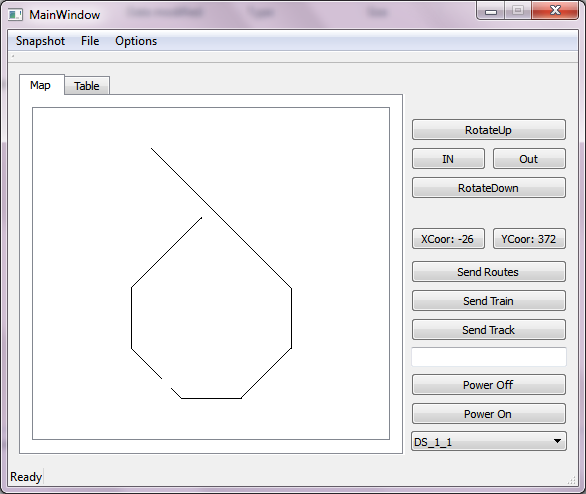 MainWindow
Snapshot File Options
Map Table
RotateUp
IN Out
RotateDown
XCoor: -26 YCoor: 372
Send Routes
Send Train
Send Track
Power Off
Power On
DS_1_1
Ready